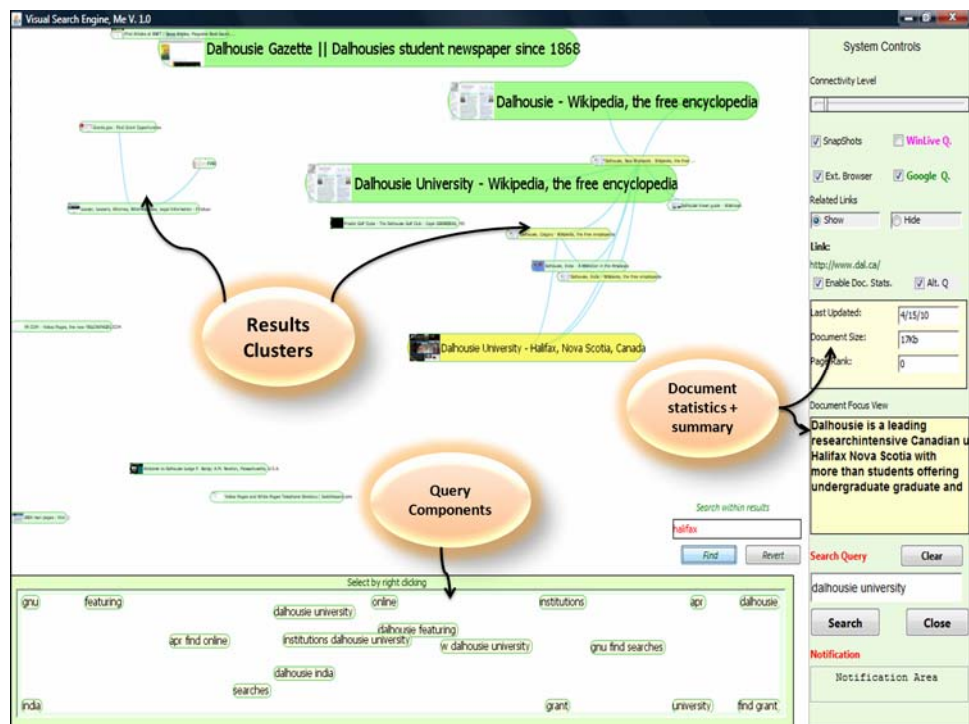 Visual Search Engine, Me V. 1.0
Dalhousie Gazette || Dalhousies student newspaper since 1868
Dalhousie - Wikipedia, the free encyclopedia
Dalhousie University - Wikipedia, the free encyclopedia
Dalhousie University - Halifax, Nova Scotia, Canada
Results
Clusters
Document
statistics +
summary
Query
Components
System Controls
Connectivity Level
SnapShots
WinLive Q.
Ext. Browser
Google Q.
Related Links
Show
Hide
Link:
http://www.dal.ca/
Enable Doc. Stats.
Alt. Q
Last Updated:
4/15/10
Document Size:
17Kb
Page Rank:
0
Document Focus View
Dalhousie is a leading
researchintensive Canadian u
Halifax Nova Scotia with
more than students offering
undergraduate graduate and
Search within results
halifax
Find
Revert
Search Query
Clear
dalhousie university
Search
Close
Notification
Notification Area
Select by right clicking
gnu
featuring
online
institutions
apr
dalhousie
dalhousie university
dalhousie featuring
apr find online
institutions dalhousie university
w dalhousie university
gnu find searches
dalhousie india
searches
india
grant
university
find grant